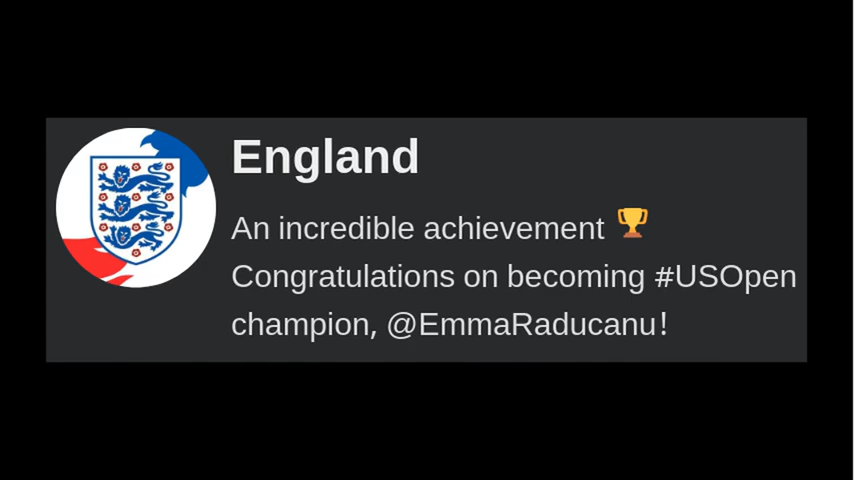 England
An incredible achievement 🏆
Congratulations on becoming #USOpen
champion, @EmmaRaducanu!